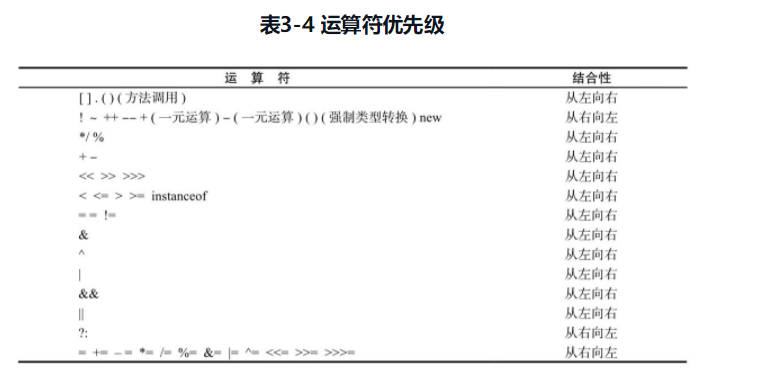 表3-4 运算符优先级
运 算 符 结合性
[ ] . ( ) ( 方法调用 ) 从左向右
! ~ ++ -- + ( 一元运算 ) – ( 一元运算 ) ( ) ( 强制类型转换 ) new 从右向左
*/ % 从左向右
+ – 从左向右
<< >> >>> 从左向右
< <= > >= instanceof 从左向右
= = != 从左向右
& 从左向右
^ 从左向右
| 从左向右
&& 从左向右
|| 从左向右
?: 从右向左
= += – = *= /= %= &= |= ^= <<= >>= >>>= 从右向左